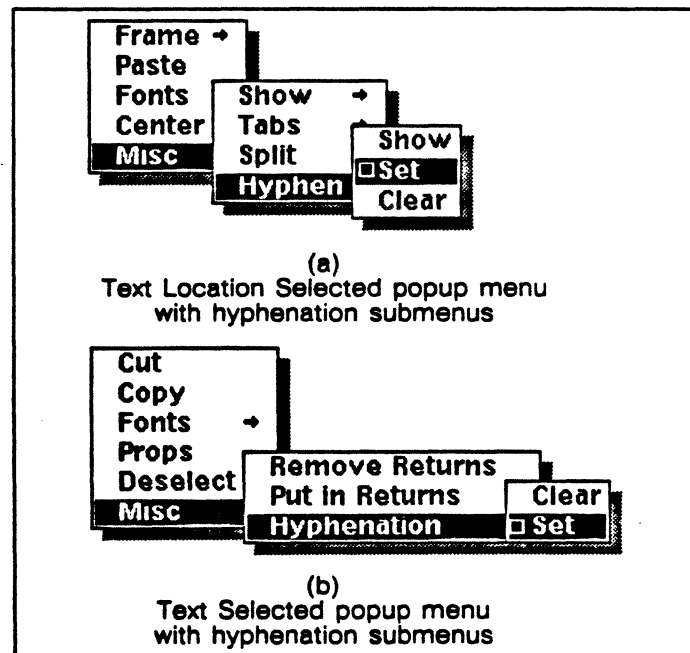 Frame →
Paste
Fonts
Center
Misc
Show →
Tabs
Split
Hyphen
Show
Set
Clear
(a)
Text Location Selected popup menu
with hyphenation submenus
Cut
Copy
Fonts →
Props
Deselect
Misc
Remove Returns
Put in Returns
Hyphenation
Clear
Set
(b)
Text Selected popup menu
with hyphenation submenus